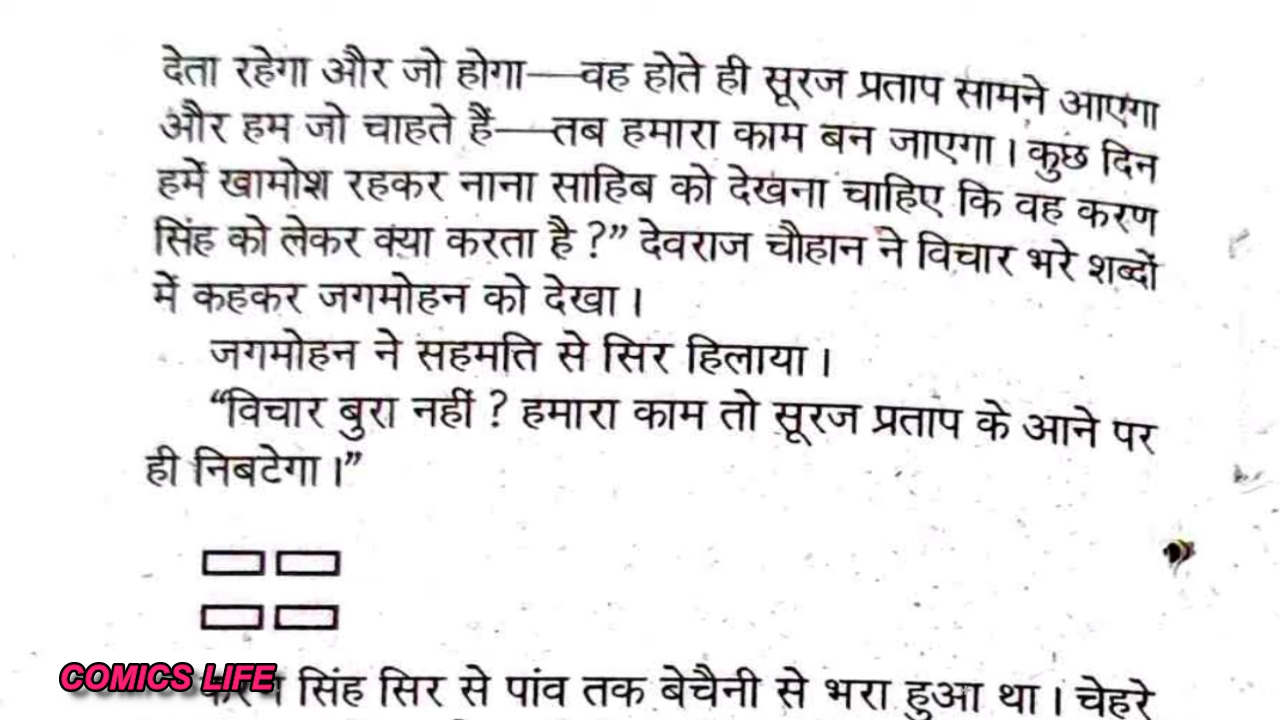 देता रहेगा और जो होगा—वह होते ही सूरज प्रताप सामने आएगा
और हम जो चाहते हैं—तब हमारा काम बन जाएगा। कुछ दिन
हमें खामोश रहकर नाना साहिब को देखना चाहिए कि वह करण
सिंह को लेकर क्या करता है?” देवराज चौहान ने विचार भरे शब्दों
में कहकर जगमोहन को देखा।
जगमोहन ने सहमति से सिर हिलाया।
“विचार बुरा नहीं? हमारा काम तो सूरज प्रताप के आने पर
ही निबटेगा।”
COMICS LIFE
सिंह सिर से पांव तक बेचैनी से भरा हुआ था। चेहरे